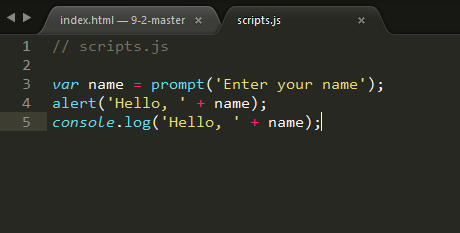 index.html — 9-2-master × scripts.js ×
1 // scripts.js
2
3 var name = prompt('Enter your name');
4 alert('Hello, ' + name);
5 console.log('Hello, ' + name);